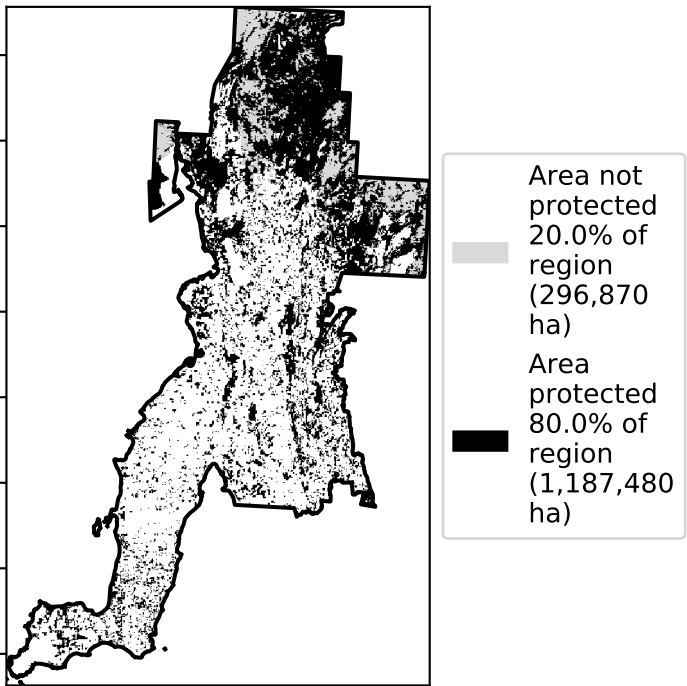 Area not
protected
20.0% of
region
(296,870
ha)
Area
protected
80.0% of
region
(1,187,480
ha)